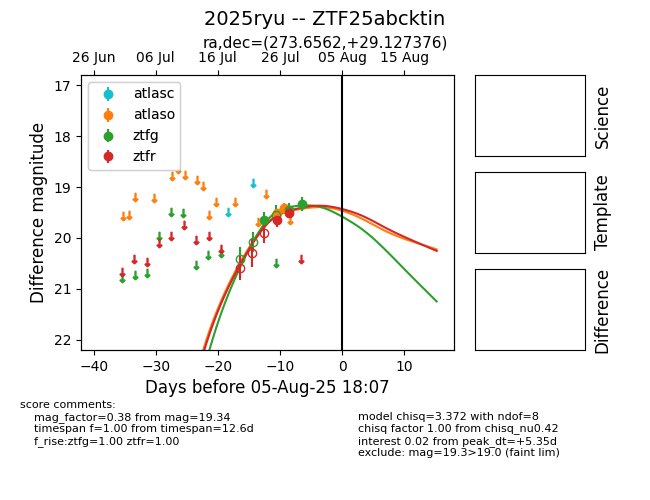 2025ryu -- ZTF25abcktin
ra,dec=(273.6562,+29.127376)
26 Jun 06 Jul 16 Jul 26 Jul 05 Aug 15 Aug
atlasc
atlaso
ztfg
ztfr
17
18
19
20
21
22
Difference magnitude
−40 −30 −20 −10 0 10
Days before 05-Aug-25 18:07
Science
Template
Difference
score comments:
mag_factor=0.38 from mag=19.34
timespan f=1.00 from timespan=12.6d
f_rise:ztfg=1.00 ztfr=1.00
model chisq=3.372 with ndof=8
chisq factor 1.00 from chisq_nu0.42
interest 0.02 from peak_dt=+5.35d
exclude: mag=19.3>19.0 (faint lim)